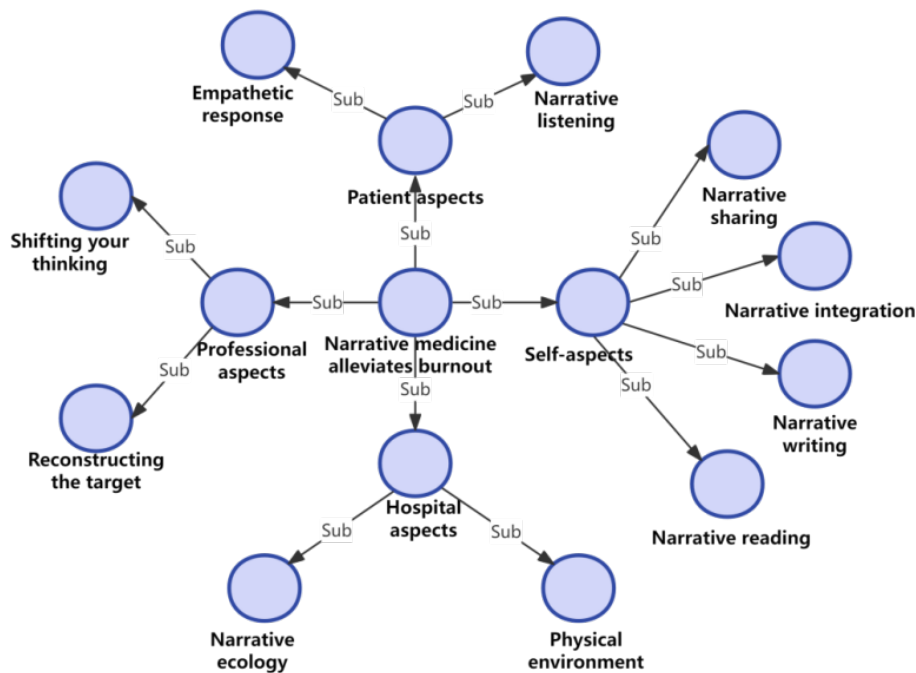 Empathetic
response
Sub
Sub
Narrative
listening
Patient aspects
Narrative
sharing
Shifting your
thinking
Sub
Sub
Sub
Sub
Narrative integration
Sub
Sub
Professional
aspects
Narrative medicine
alleviates burnout
Self-aspects
Sub
Sub
Sub
Sub
Narrative
writing
Reconstructing
the target
Hospital
aspects
Narrative reading
Sub
Sub
Narrative
ecology
Physical
environment